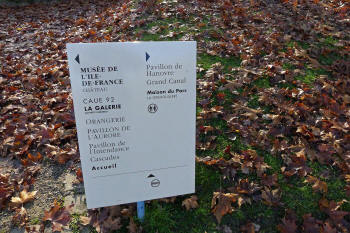 MUSÉE DE
L'ILE-
DE-FRANCE
CHÂTEAU
CAUE 92
LA GALERIE
ORANGERIE
PAVILLON DE
L'AURORE
Pavillon de
l'Intendance
Cascades
Accueil
Pavillon de
Hanovre
Grand Canal
Maison du Parc